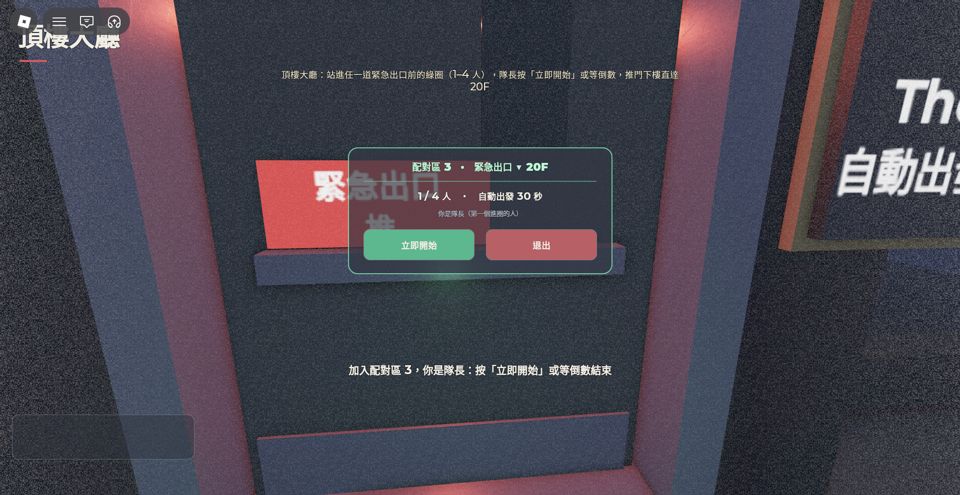 頂樓大廳
頂樓大廳：站進任一道緊急出口前的綠圈（1–4 人），隊長按「立即開始」或等倒數，推門下樓直達
20F
The
自動出發
緊急出口
推
配對區 3 • 緊急出口 ▼ 20F
1 / 4 人 • 自動出發 30 秒
你是隊長（第一個進圈的人）
立即開始
退出
加入配對區 3，你是隊長：按「立即開始」或等倒數結束